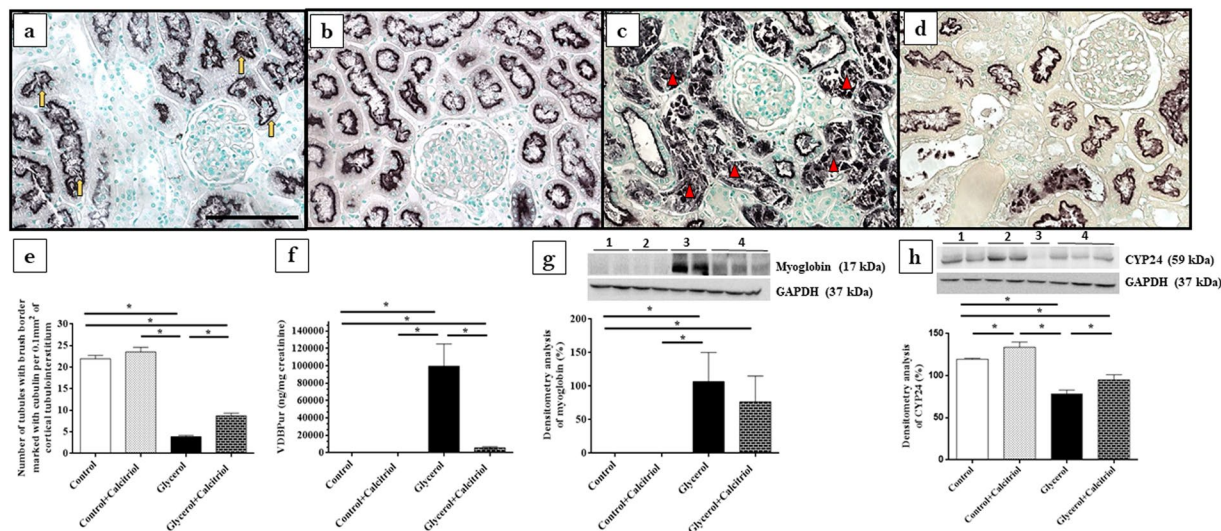 a
b
c
d
e
Number of tubules with brush border
marked with cubulin per 0.1mm² of
cortical tubulointerstitium
25
20
15
10
5
0
*
*
*
*
Control
Control+Calcitriol
Glycerol
Glycerol+Calcitriol
f
VDBPur (ng/mg creatinine)
140000
120000
100000
80000
60000
40000
20000
0
*
*
*
*
Control
Control+Calcitriol
Glycerol
Glycerol+Calcitriol
g
1 2 3 4
Myoglobin (17 kDa)
GAPDH (37 kDa)
Densitometry analysis
of myoglobin (%)
200
150
100
50
0
*
*
*
Control
Control+Calcitriol
Glycerol
Glycerol+Calcitriol
h
1 2 3 4
CYP24 (59 kDa)
GAPDH (37 kDa)
Densitometry analysis
of CYP24 (%)
150
100
50
0
*
*
* * *
Control
Control+Calcitriol
Glycerol
Glycerol+Calcitriol